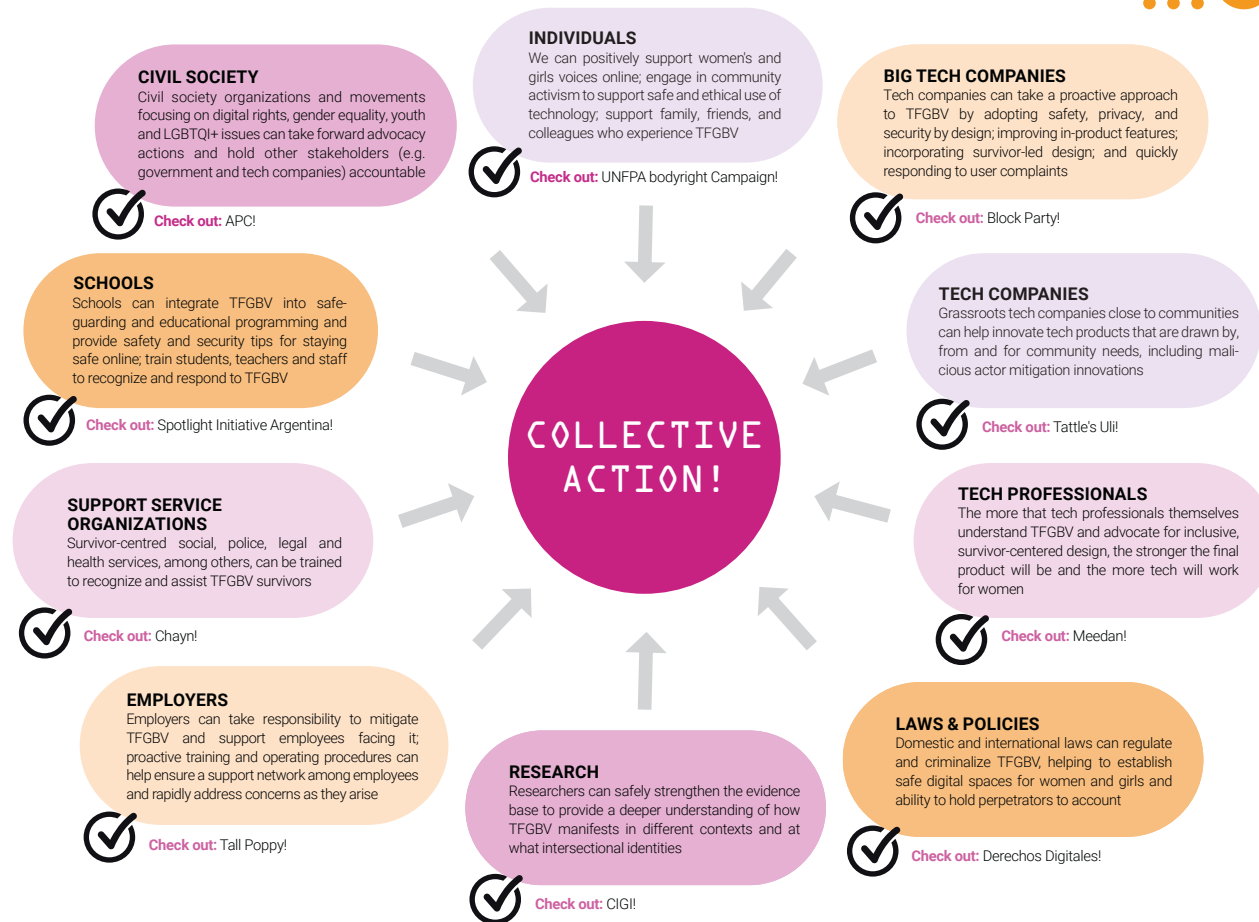 CIVIL SOCIETY
Civil society organizations and movements
focusing on digital rights, gender equality, youth
and LGBTQI+ issues can take forward advocacy
actions and hold other stakeholders (e.g.
government and tech companies) accountable
Check out: APC!
INDIVIDUALS
We can positively support women's and
girls voices online; engage in community
activism to support safe and ethical use of
technology; support family, friends, and
colleagues who experience TFGBV
Check out: UNFPA bodyright Campaign!
BIG TECH COMPANIES
Tech companies can take a proactive approach
to TFGBV by adopting safety, privacy, and
security by design; improving in-product features;
incorporating survivor-led design; and quickly
responding to user complaints
Check out: Block Party!
SCHOOLS
Schools can integrate TFGBV into safe-
guarding and educational programming and
provide safety and security tips for staying
safe online; train students, teachers and staff
to recognize and respond to TFGBV
Check out: Spotlight Initiative Argentina!
TECH COMPANIES
Grassroots tech companies close to communities
can help innovate tech products that are drawn by,
from and for community needs, including mali-
cious actor mitigation innovations
Check out: Tattle's Uli!
COLLECTIVE
ACTION!
SUPPORT SERVICE
ORGANIZATIONS
Survivor-centred social, police, legal and
health services, among others, can be trained
to recognize and assist TFGBV survivors
Check out: Chayn!
TECH PROFESSIONALS
The more that tech professionals themselves
understand TFGBV and advocate for inclusive,
survivor-centered design, the stronger the final
product will be and the more tech will work
for women
Check out: Meedan!
EMPLOYERS
Employers can take responsibility to mitigate
TFGBV and support employees facing it;
proactive training and operating procedures can
help ensure a support network among employees
and rapidly address concerns as they arise
Check out: Tall Poppy!
RESEARCH
Researchers can safely strengthen the evidence
base to provide a deeper understanding of how
TFGBV manifests in different contexts and at
what intersectional identities
Check out: CIGI!
LAWS & POLICIES
Domestic and international laws can regulate
and criminalize TFGBV, helping to establish
safe digital spaces for women and girls and
ability to hold perpetrators to account
Check out: Derechos Digitales!